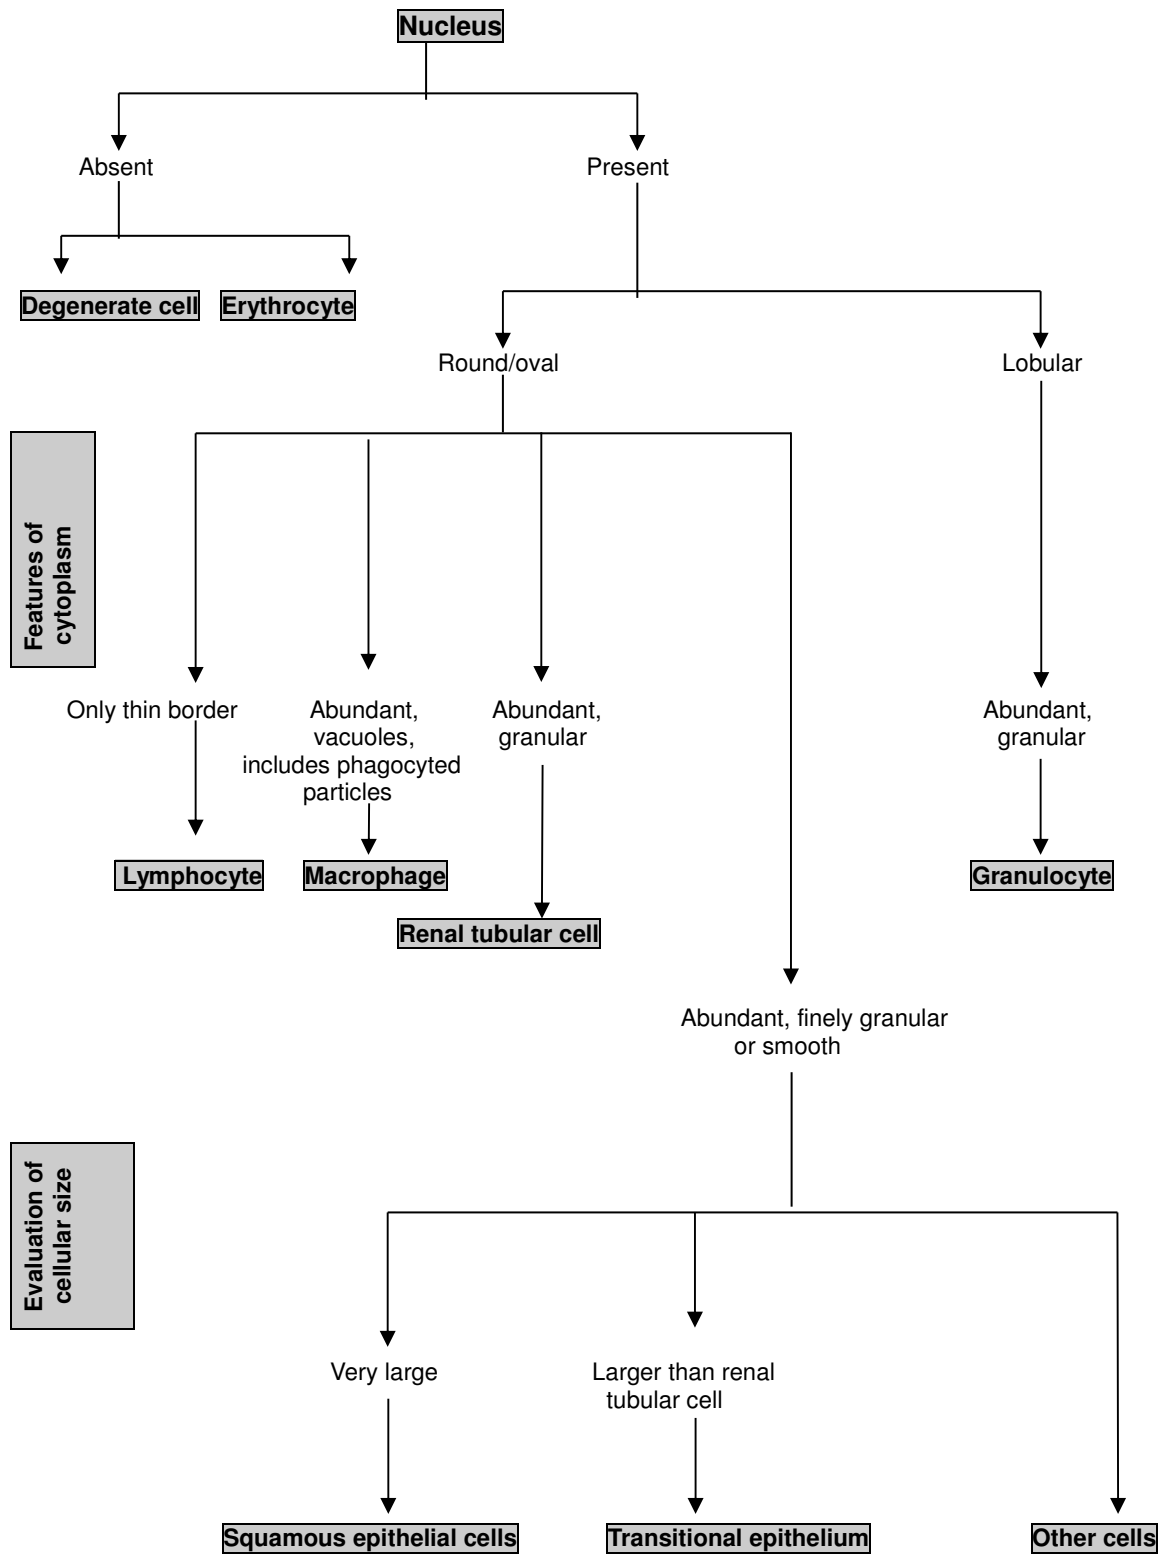 Nucleus
Absent
Present
Degenerate cell
Erythrocyte
Round/oval
Lobular
Features of
cytoplasm
Only thin border
Abundant,
vacuoles,
includes phagocyted
particles
Abundant,
granular
Abundant,
granular
Lymphocyte
Macrophage
Granulocyte
Renal tubular cell
Abundant, finely granular
or smooth
Evaluation of
cellular size
Very large
Larger than renal
tubular cell
Squamous epithelial cells
Transitional epithelium
Other cells